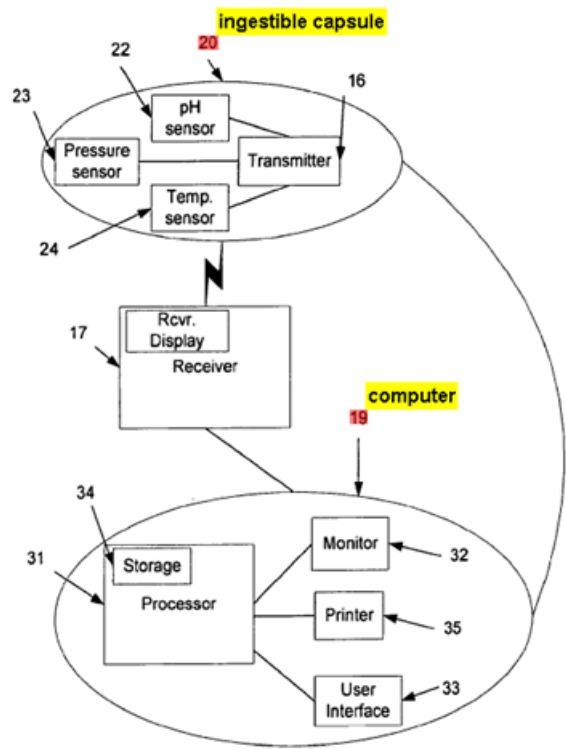 ingestible capsule
20
22
16
23
pH
sensor
Pressure
sensor
Transmitter
Temp.
sensor
24
Rcvr.
Display
17
Receiver
computer
19
34
31
Storage
Processor
Monitor
32
Printer
35
User
Interface
33